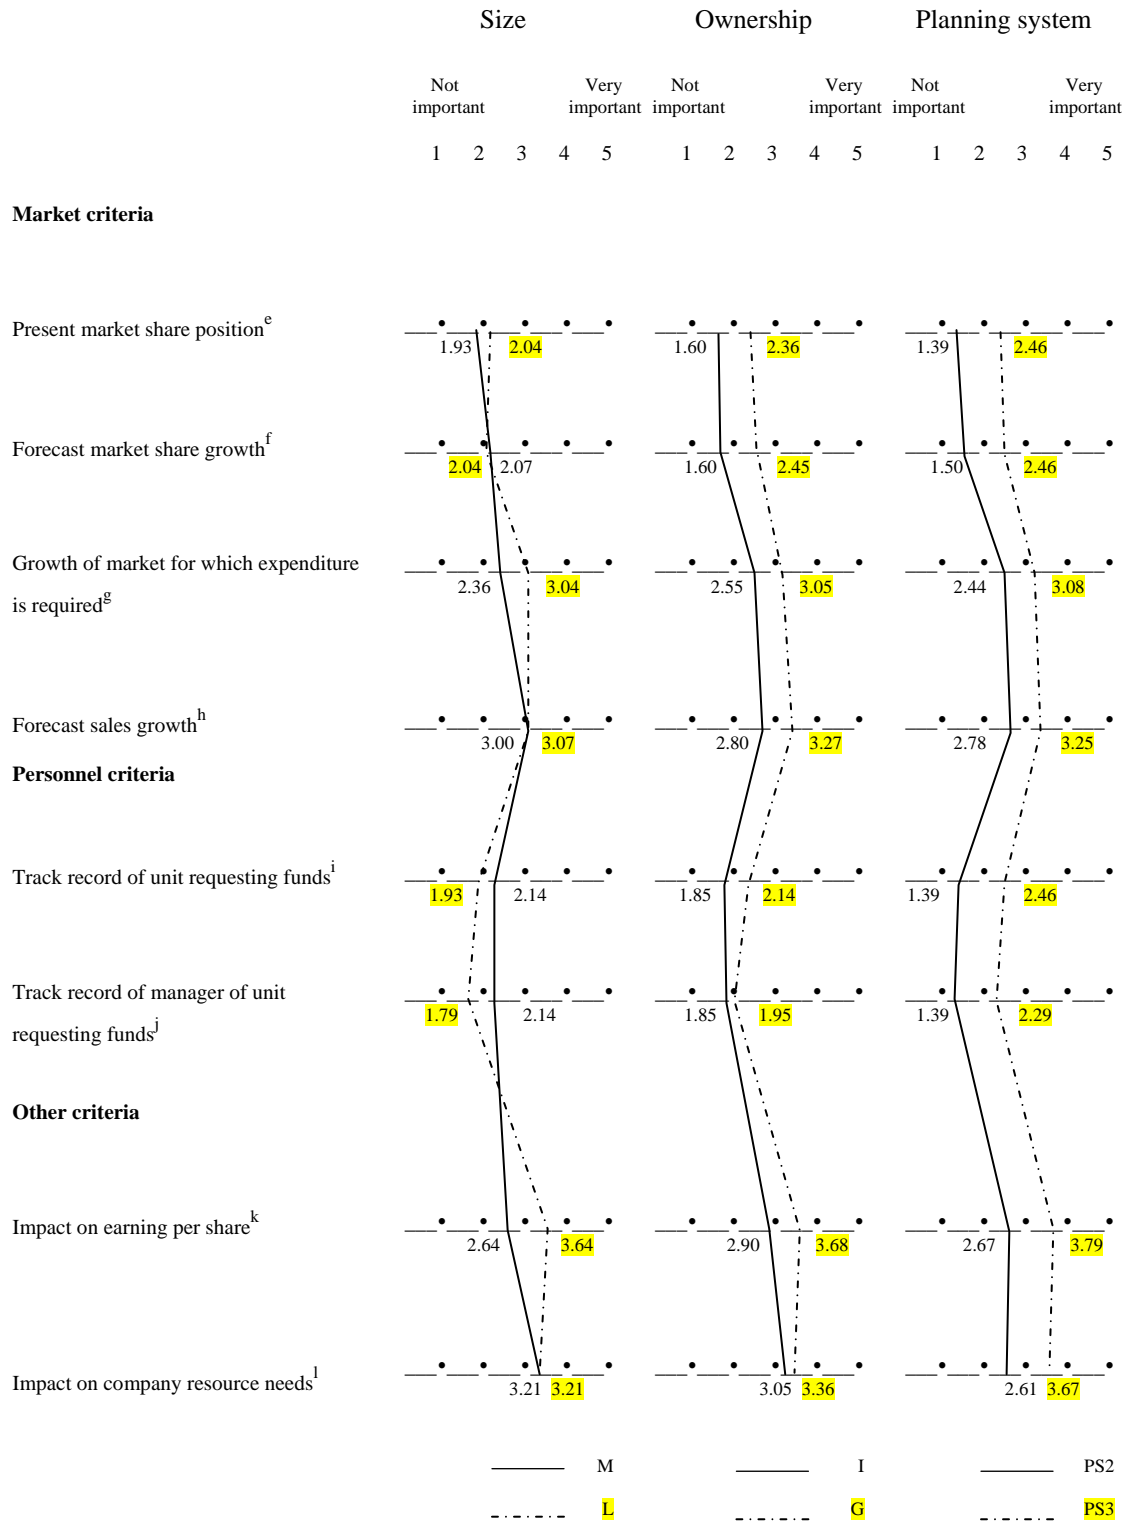 Size Ownership Planning system
Not Very Not Very Not Very
important important important important important important
1 2 3 4 5 1 2 3 4 5 1 2 3 4 5
Market criteria
Present market share position^e
1.93 2.04 1.60 2.36 1.39 2.46
Forecast market share growth^f
2.04 2.07 1.60 2.45 1.50 2.46
Growth of market for which expenditure
is required^g
2.36 3.04 2.55 3.05 2.44 3.08
Forecast sales growth^h
3.00 3.07 2.80 3.27 2.78 3.25
Personnel criteria
Track record of unit requesting funds^i
1.93 2.14 1.85 2.14 1.39 2.46
Track record of manager of unit
requesting funds^j
1.79 2.14 1.85 1.95 1.39 2.29
Other criteria
Impact on earning per share^k
2.64 3.64 2.90 3.68 2.67 3.79
Impact on company resource needs^l
3.21 3.21 3.05 3.36 2.61 3.67
M I PS2
L G PS3